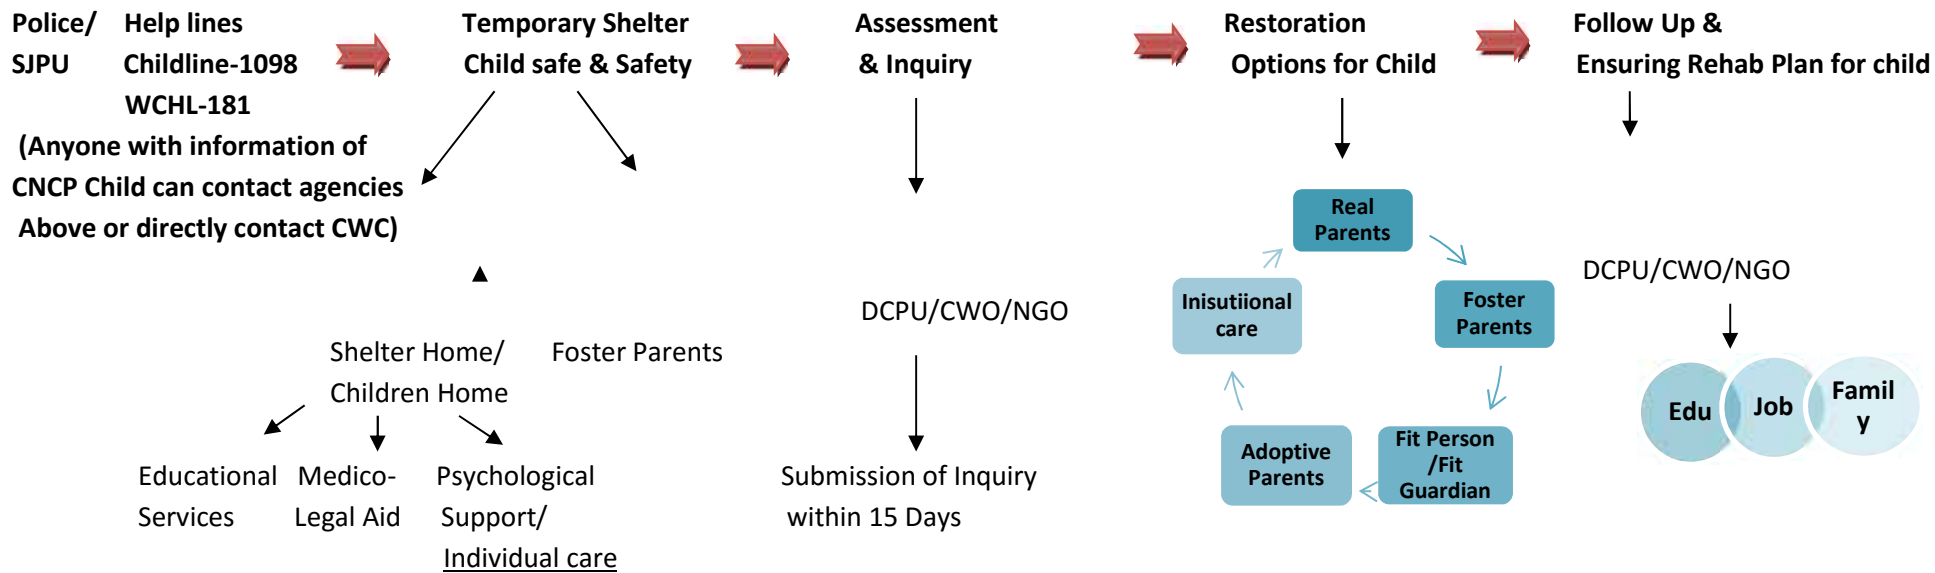 Police/ Help lines
SJPU Childline-1098
WCHL-181
(Anyone with information of
CNCP Child can contact agencies
Above or directly contact CWC)
Temporary Shelter
Child safe & Safety
Assessment
& Inquiry
Restoration
Options for Child
Follow Up &
Ensuring Rehab Plan for child
Shelter Home/
Children Home
Foster Parents
Educational
Services
Medico-
Legal Aid
Psychological
Support/
Individual care
DCPU/CWO/NGO
Submission of Inquiry
within 15 Days
Real
Parents
Foster
Parents
Fit Person
/Fit
Guardian
Adoptive
Parents
Inisutiional
care
DCPU/CWO/NGO
Edu
Job
Famil
y